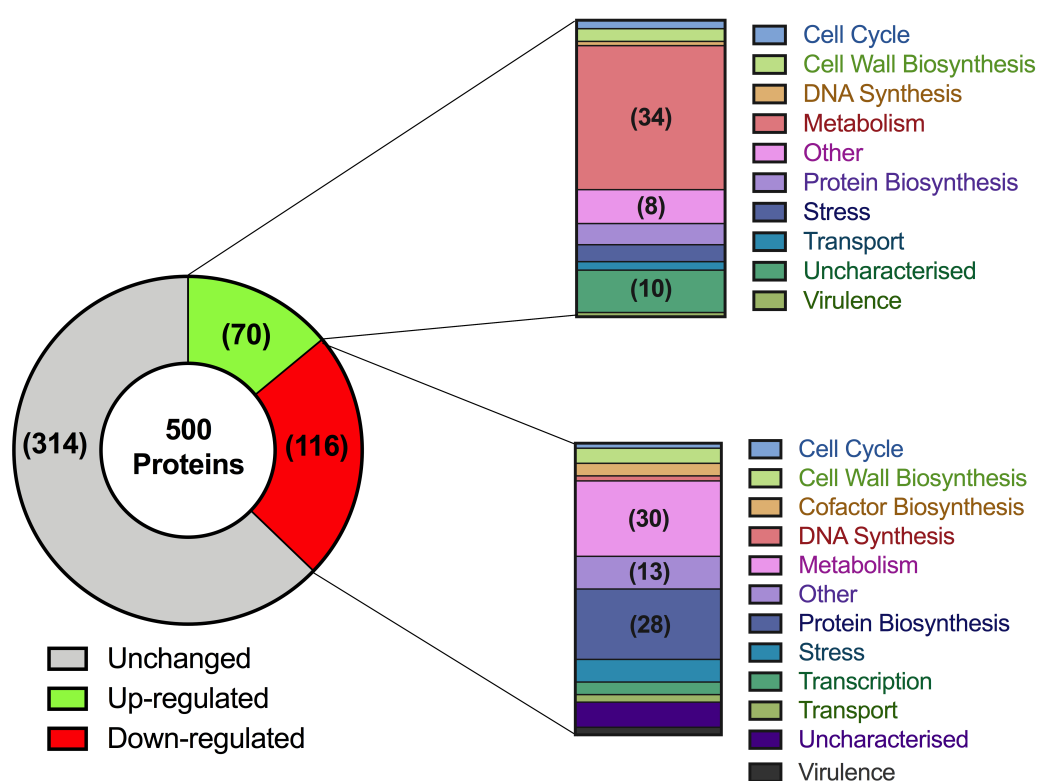 (314)
(70)
(116)
500
Proteins
Unchanged
Up-regulated
Down-regulated
(34)
(8)
(10)
Cell Cycle
Cell Wall Biosynthesis
DNA Synthesis
Metabolism
Other
Protein Biosynthesis
Stress
Transport
Uncharacterised
Virulence
(30)
(13)
(28)
Cell Cycle
Cell Wall Biosynthesis
Cofactor Biosynthesis
DNA Synthesis
Metabolism
Other
Protein Biosynthesis
Stress
Transcription
Transport
Uncharacterised
Virulence